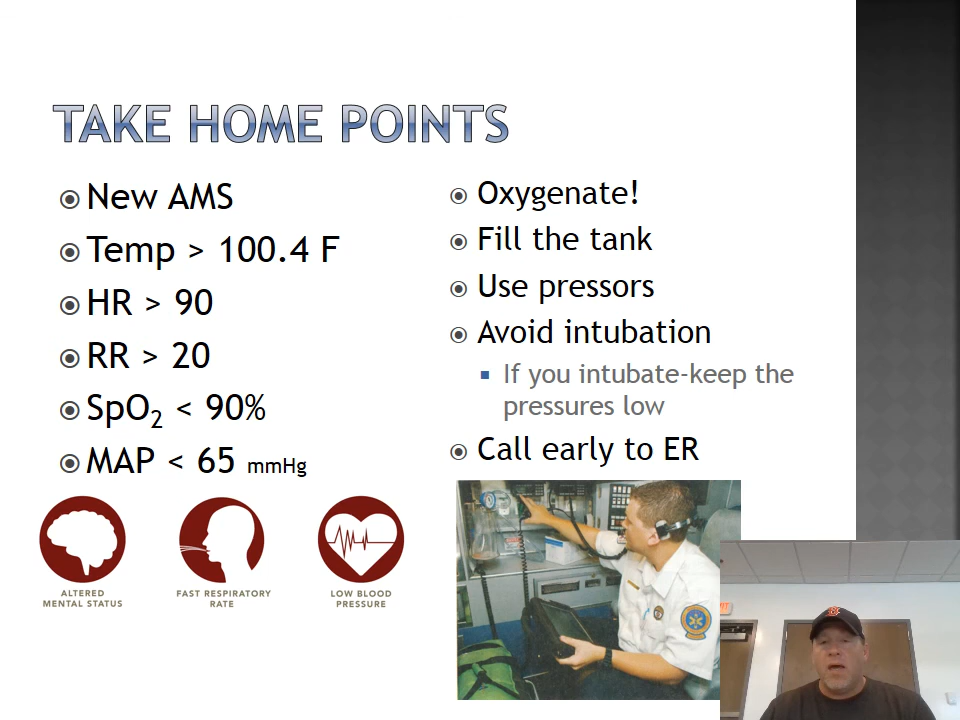 TAKE HOME POINTS
New AMS
Temp > 100.4 F
HR > 90
RR > 20
SpO₂ < 90%
MAP < 65 mmHg
ALTERED
MENTAL STATUS
FAST RESPIRATORY
RATE
LOW BLOOD
PRESSURE
Oxygenate!
Fill the tank
Use pressors
Avoid intubation
If you intubate-keep the
pressures low
Call early to ER